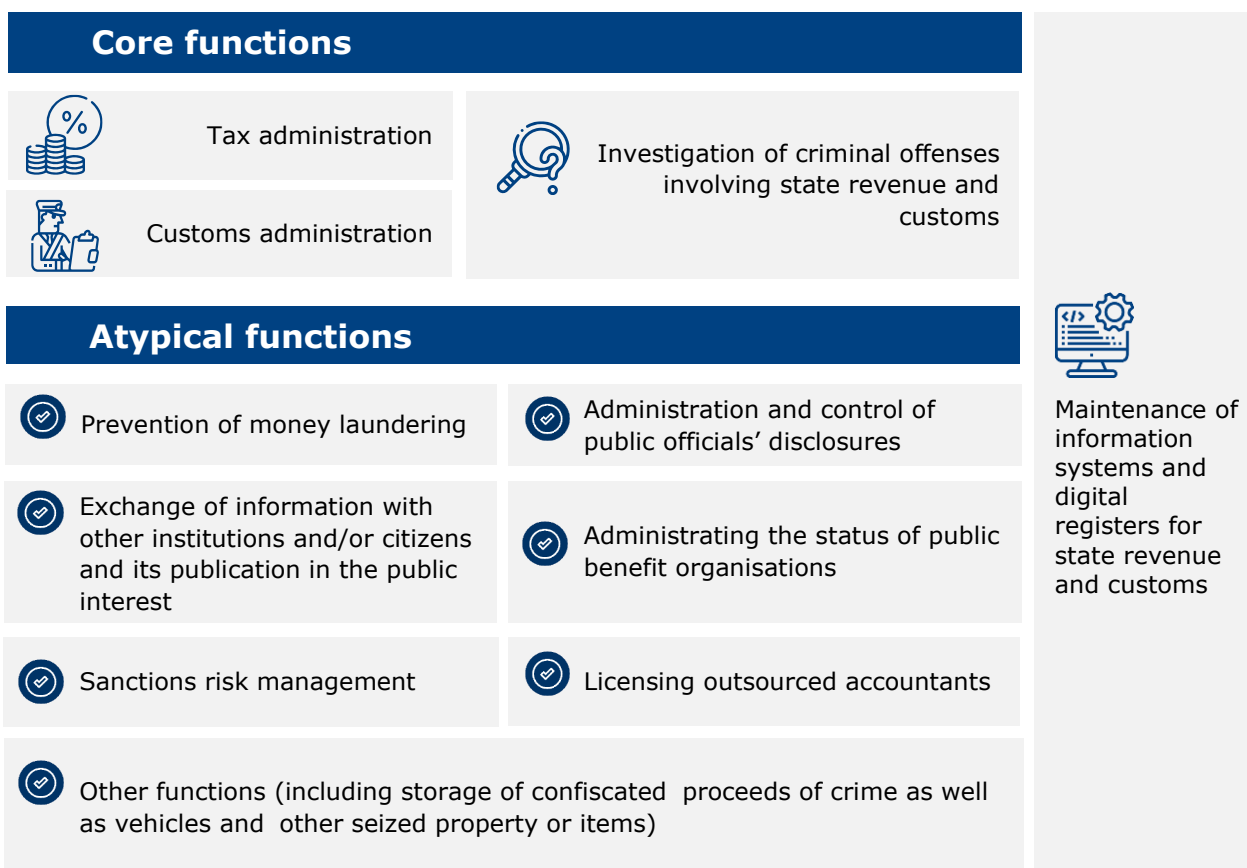 Core functions
Tax administration
Customs administration
Investigation of criminal offenses
involving state revenue and
customs
Atypical functions
Prevention of money laundering
Administration and control of
public officials’ disclosures
Exchange of information with
other institutions and/or citizens
and its publication in the public
interest
Administrating the status of public
benefit organisations
Sanctions risk management
Licensing outsourced accountants
Other functions (including storage of confiscated proceeds of crime as well
as vehicles and other seized property or items)
Maintenance of
information
systems and
digital
registers for
state revenue
and customs